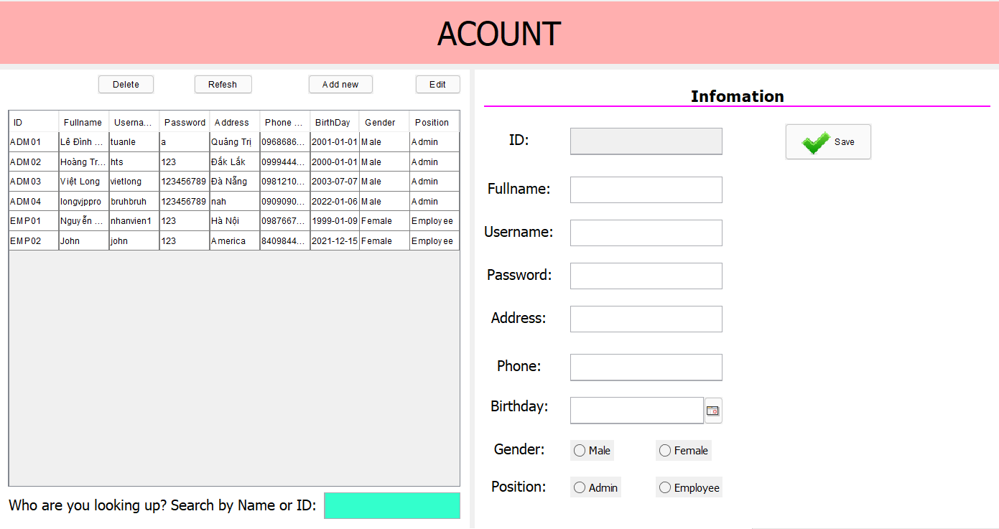 ACOUNT
Delete Refesh Add new Edit
ID Fullname Userna... Password Address Phone ... BirthDay Gender Position
ADM01 Lê Đình ... tuanle a Quảng Trị 0968686... 2001-01-01 Male Admin
ADM02 Hoàng Tr... hts 123 Đắk Lắk 0999444... 2000-01-01 Male Admin
ADM03 Việt Long vietlong 123456789 Đà Nẵng 0981210... 2003-07-07 Male Admin
ADM04 longvjppro bruhbruh 123456789 nah 0909090... 2022-01-06 Male Admin
EMP01 Nguyễn ... nhanvien1 123 Hà Nội 0987667... 1999-01-09 Female Employee
EMP02 John john 123 America 8409844... 2021-12-15 Female Employee
Who are you looking up? Search by Name or ID:
Infomation
ID:
Save
Fullname:
Username:
Password:
Address:
Phone:
Birthday:
Gender: Male Female
Position: Admin Employee